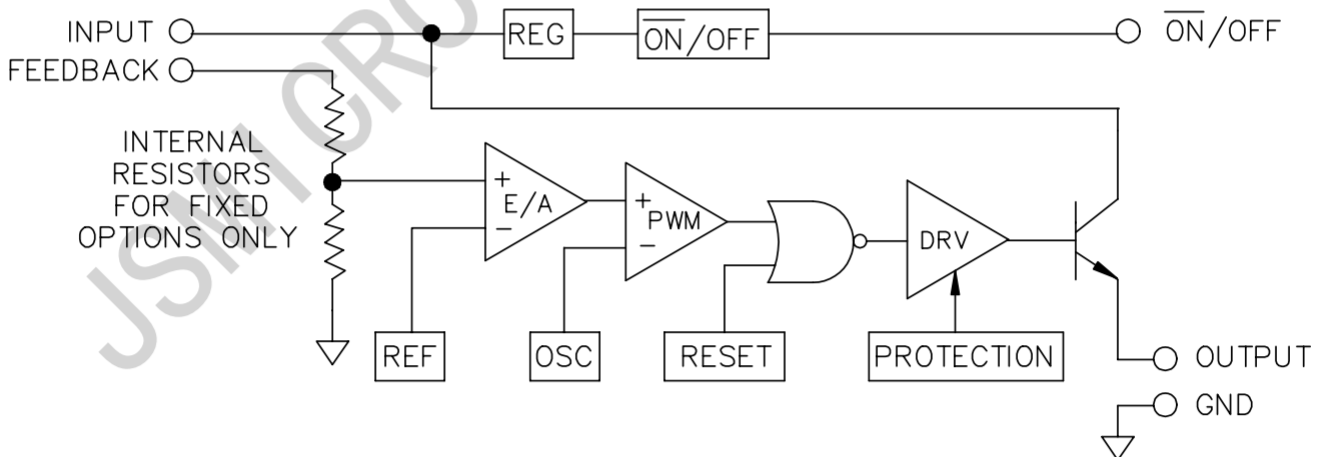 INPUT
REG
ON/OFF
ON/OFF
FEEDBACK
INTERNAL
RESISTORS
FOR FIXED
OPTIONS ONLY
+
E/A
−
+
PWM
−
DRV
REF
OSC
RESET
PROTECTION
OUTPUT
GND
JSMICRO